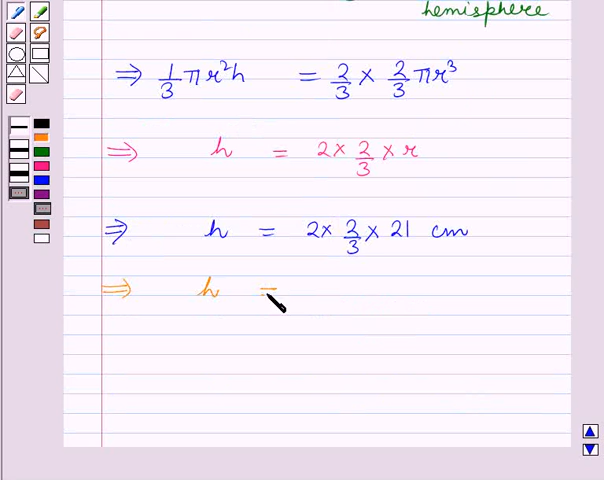 hemisphere
⇒ 1/3 πr²h = 2/3 × 2/3 πr³
⇒ h = 2 × 2/3 × r
⇒ h = 2 × 2/3 × 21 cm
⇒ h =